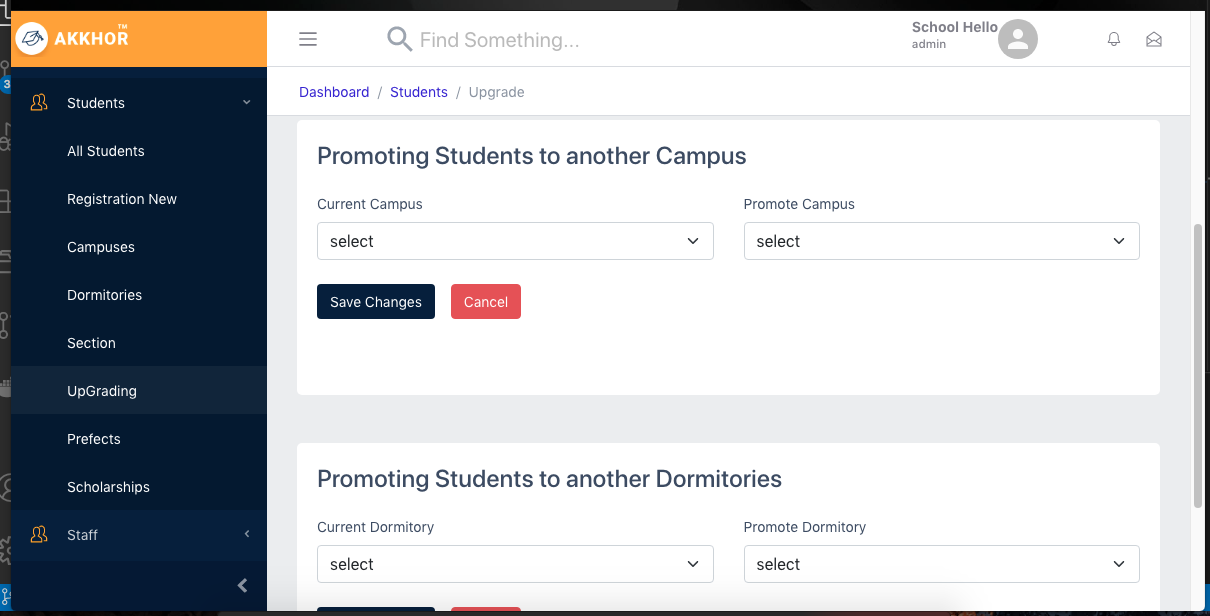 AKKHOR™
Find Something...
School Hello
admin
Dashboard / Students / Upgrade
Students
All Students
Registration New
Campuses
Dormitories
Section
UpGrading
Prefects
Scholarships
Staff
Promoting Students to another Campus
Current Campus
Promote Campus
select
select
Save Changes
Cancel
Promoting Students to another Dormitories
Current Dormitory
Promote Dormitory
select
select
3